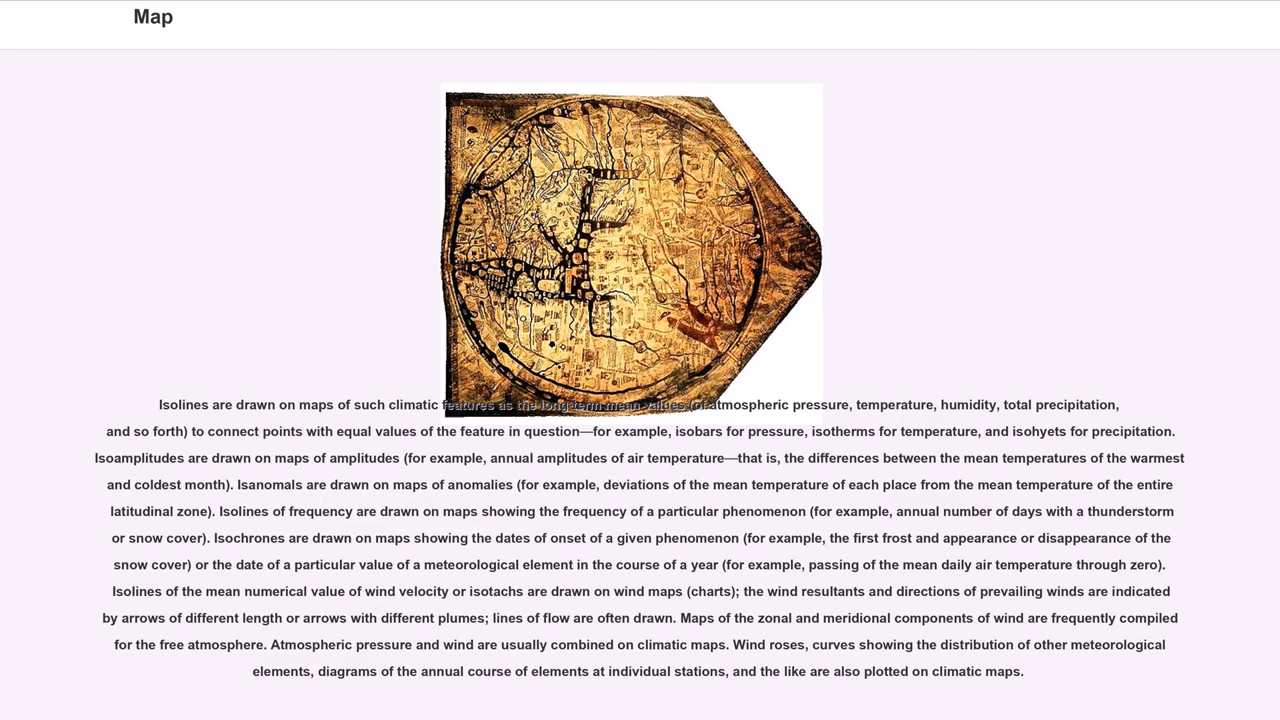 Map
Isolines are drawn on maps of such climatic features as the long-term mean values (of atmospheric pressure, temperature, humidity, total precipitation,
and so forth) to connect points with equal values of the feature in question—for example, isobars for pressure, isotherms for temperature, and isohyets for precipitation.
Isoamplitudes are drawn on maps of amplitudes (for example, annual amplitudes of air temperature—that is, the differences between the mean temperatures of the warmest
and coldest month). Isanomals are drawn on maps of anomalies (for example, deviations of the mean temperature of each place from the mean temperature of the entire
latitudinal zone). Isolines of frequency are drawn on maps showing the frequency of a particular phenomenon (for example, annual number of days with a thunderstorm
or snow cover). Isochrones are drawn on maps showing the dates of onset of a given phenomenon (for example, the first frost and appearance or disappearance of the
snow cover) or the date of a particular value of a meteorological element in the course of a year (for example, passing of the mean daily air temperature through zero).
Isolines of the mean numerical value of wind velocity or isotachs are drawn on wind maps (charts); the wind resultants and directions of prevailing winds are indicated
by arrows of different length or arrows with different plumes; lines of flow are often drawn. Maps of the zonal and meridional components of wind are frequently compiled
for the free atmosphere. Atmospheric pressure and wind are usually combined on climatic maps. Wind roses, curves showing the distribution of other meteorological
elements, diagrams of the annual course of elements at individual stations, and the like are also plotted on climatic maps.